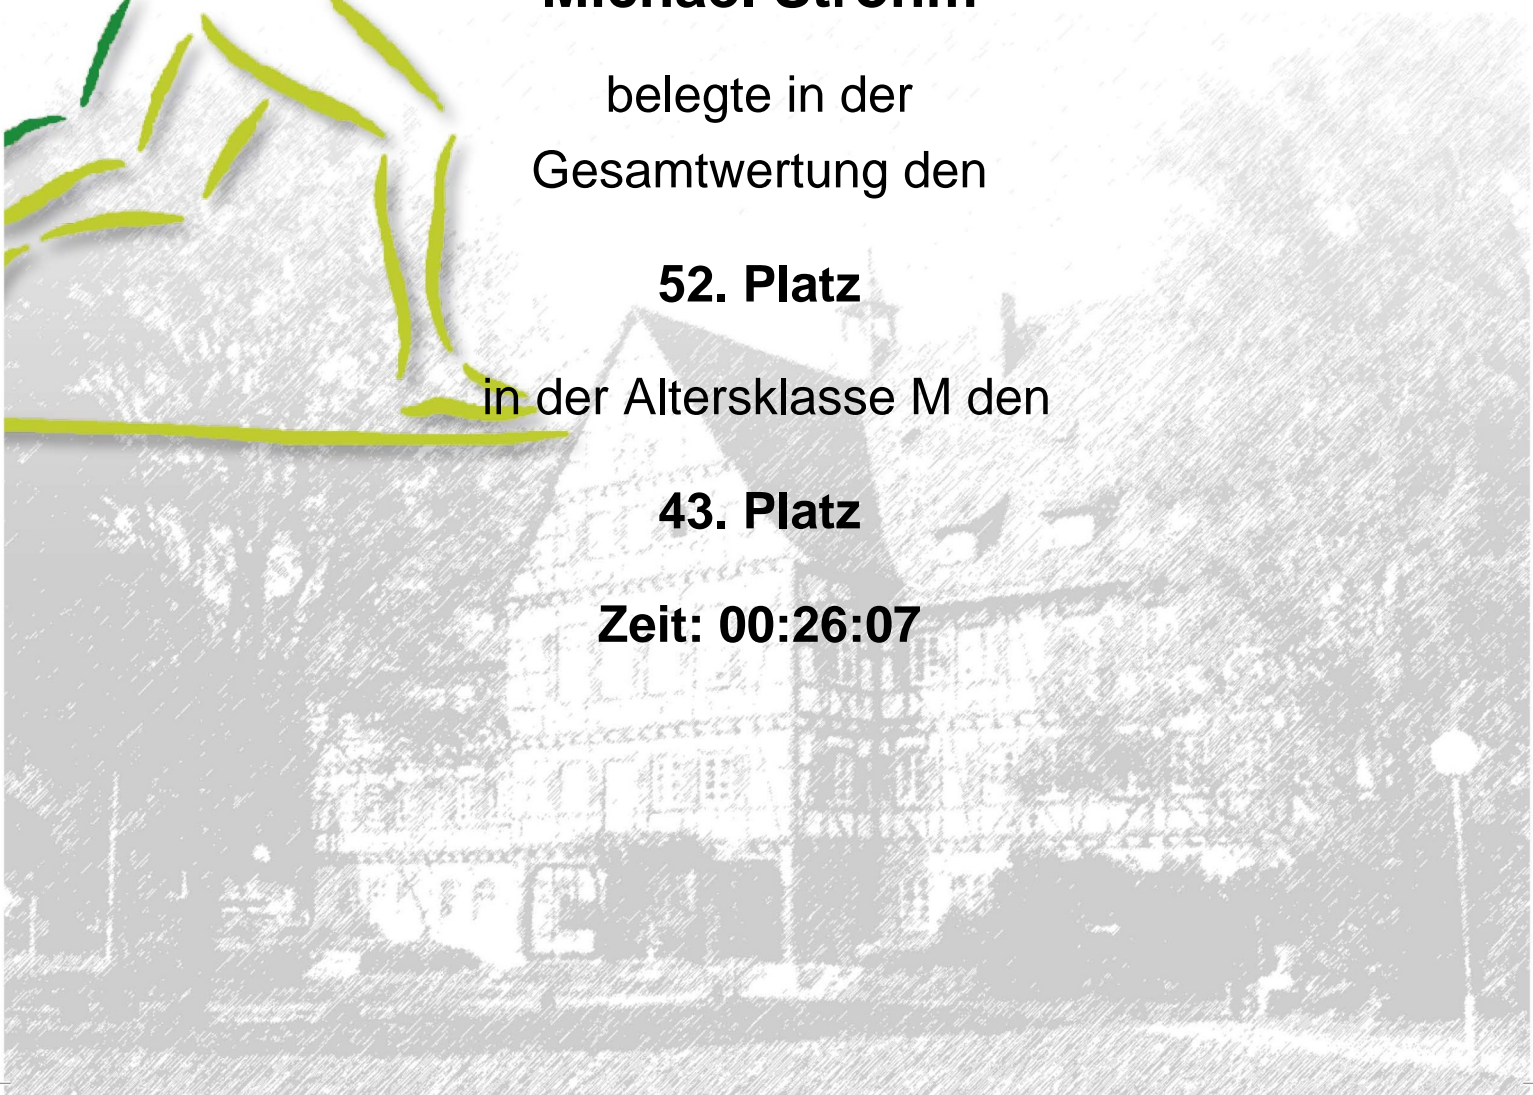 belegte in der
Gesamtwertung den
52. Platz
in der Altersklasse M den
43. Platz
Zeit: 00:26:07